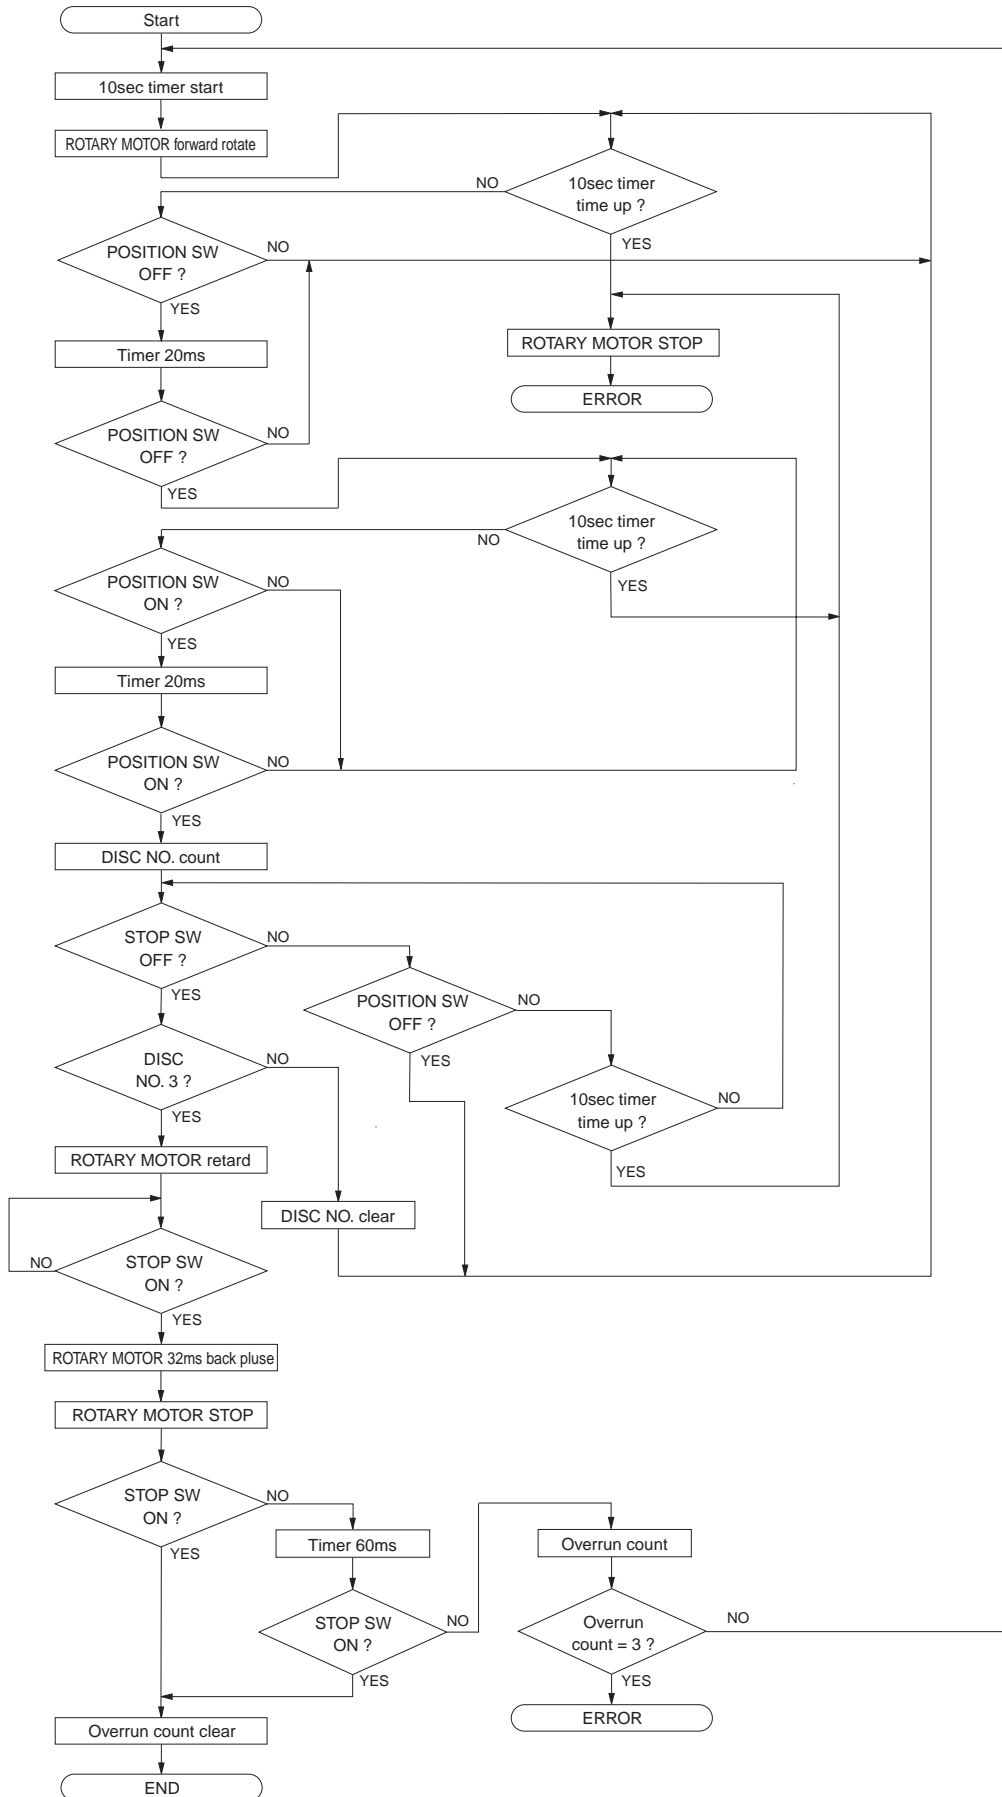 Start
10sec timer start
ROTARY MOTOR forward rotate
10sec timer
time up ?
NO
YES
POSITION SW
OFF ?
NO
YES
ROTARY MOTOR STOP
Timer 20ms
ERROR
POSITION SW
OFF ?
NO
YES
10sec timer
time up ?
NO
YES
POSITION SW
ON ?
NO
YES
Timer 20ms
POSITION SW
ON ?
NO
YES
DISC NO. count
STOP SW
OFF ?
NO
YES
POSITION SW
OFF ?
NO
YES
DISC
NO. 3 ?
NO
YES
10sec timer
time up ?
NO
YES
ROTARY MOTOR retard
DISC NO. clear
STOP SW
ON ?
NO
YES
ROTARY MOTOR 32ms back pluse
ROTARY MOTOR STOP
STOP SW
ON ?
NO
YES
Timer 60ms
Overrun count
STOP SW
ON ?
NO
YES
Overrun
count = 3 ?
NO
YES
ERROR
Overrun count clear
END